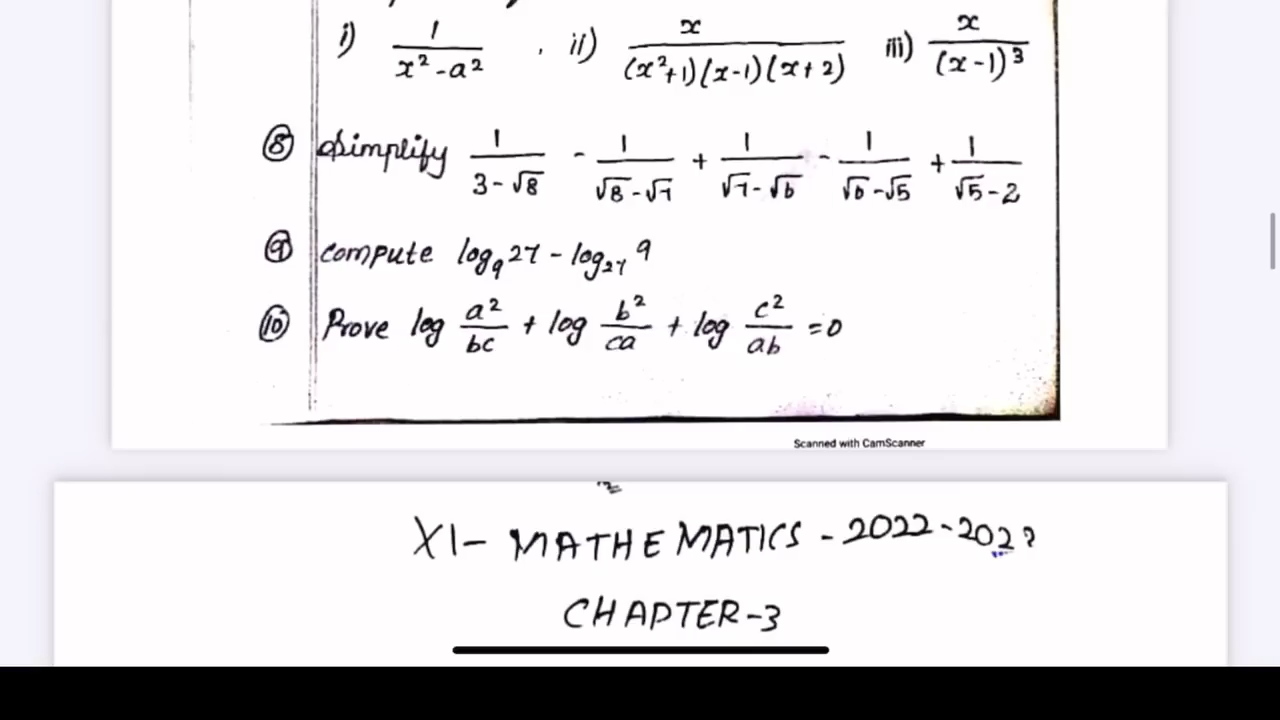 i) 1/(x²-a²) , ii) x/((x²+1)(x-1)(x+2)) iii) x/(x-1)³
⑧ Simplify 1/(3-√8) - 1/(√8-√7) + 1/(√7-√6) - 1/(√6-√5) + 1/(√5-2)
⑨ compute log₉27 - log₂₇9
⑩ Prove log a²/bc + log b²/ca + log c²/ab =0
Scanned with CamScanner
XI- MATHEMATICS -2022-202?
CHAPTER-3